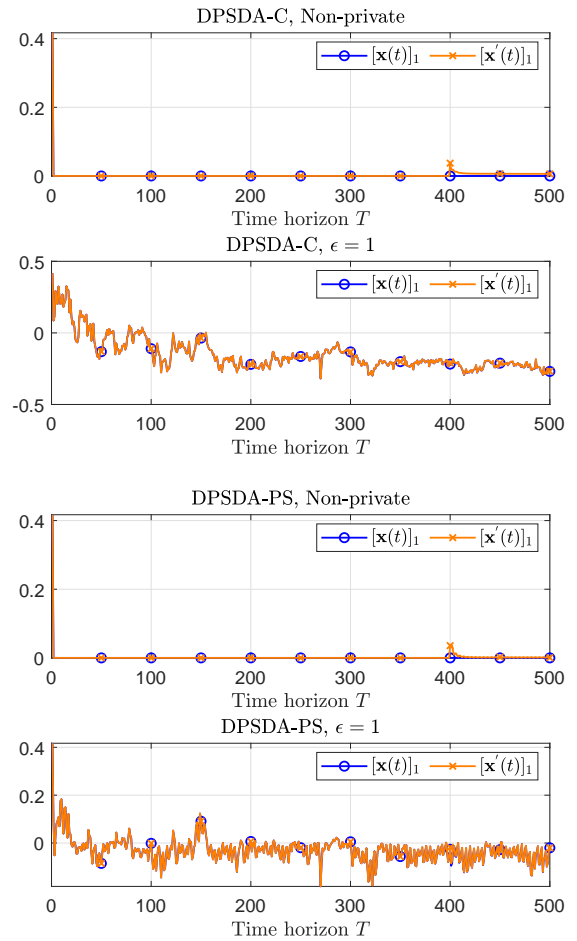 DPSDA-C, Non-private
[x(t)]₁ [x′(t)]₁
0.4
0.2
0
0 100 200 300 400 500
Time horizon T
DPSDA-C, ϵ = 1
[x(t)]₁ [x′(t)]₁
0.5
0
-0.5
0 100 200 300 400 500
Time horizon T
DPSDA-PS, Non-private
[x(t)]₁ [x′(t)]₁
0.4
0.2
0
0 100 200 300 400 500
Time horizon T
DPSDA-PS, ϵ = 1
[x(t)]₁ [x′(t)]₁
0.4
0.2
0
0 100 200 300 400 500
Time horizon T